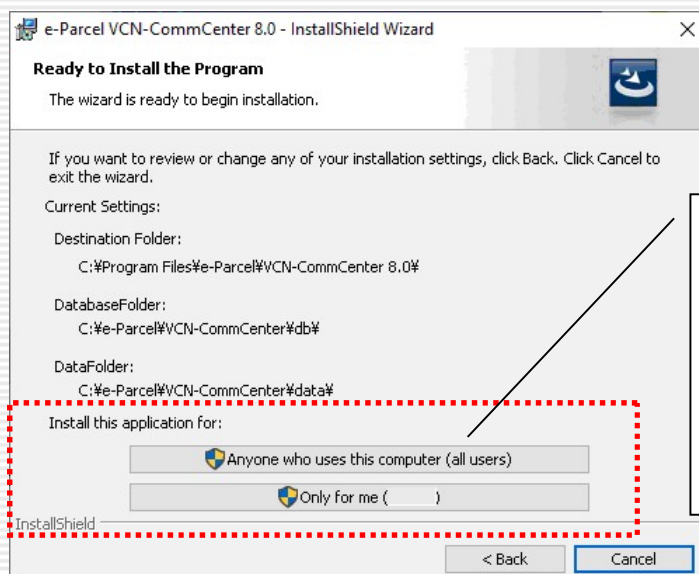 e-Parcel VCN-CommCenter 8.0 - InstallShield Wizard
Ready to Install the Program
The wizard is ready to begin installation.
If you want to review or change any of your installation settings, click Back. Click Cancel to
exit the wizard.
Current Settings:
Destination Folder:
C:¥Program Files¥e-Parcel¥VCN-CommCenter 8.0¥
DatabaseFolder:
C:¥e-Parcel¥VCN-CommCenter¥db¥
DataFolder:
C:¥e-Parcel¥VCN-CommCenter¥data¥
Install this application for:
Anyone who uses this computer (all users)
Only for me ( )
InstallShield
< Back
Cancel